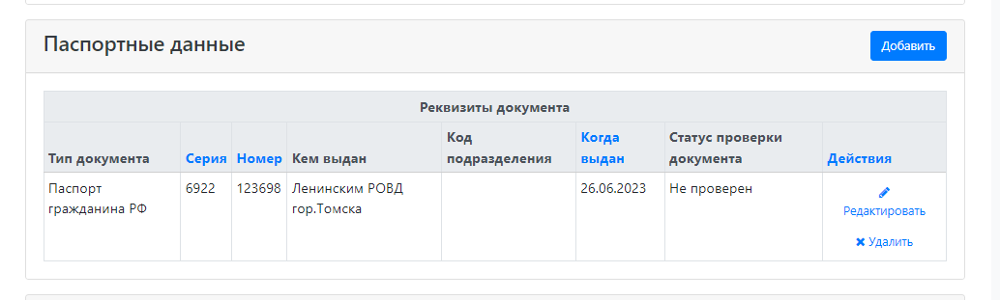 Паспортные данные
Добавить
Реквизиты документа
Тип документа Серия Номер Кем выдан Код подразделения Когда выдан Статус проверки документа Действия
Паспорт гражданина РФ 6922 123698 Ленинским РОВД гор.Томска 26.06.2023 Не проверен
Редактировать
Удалить